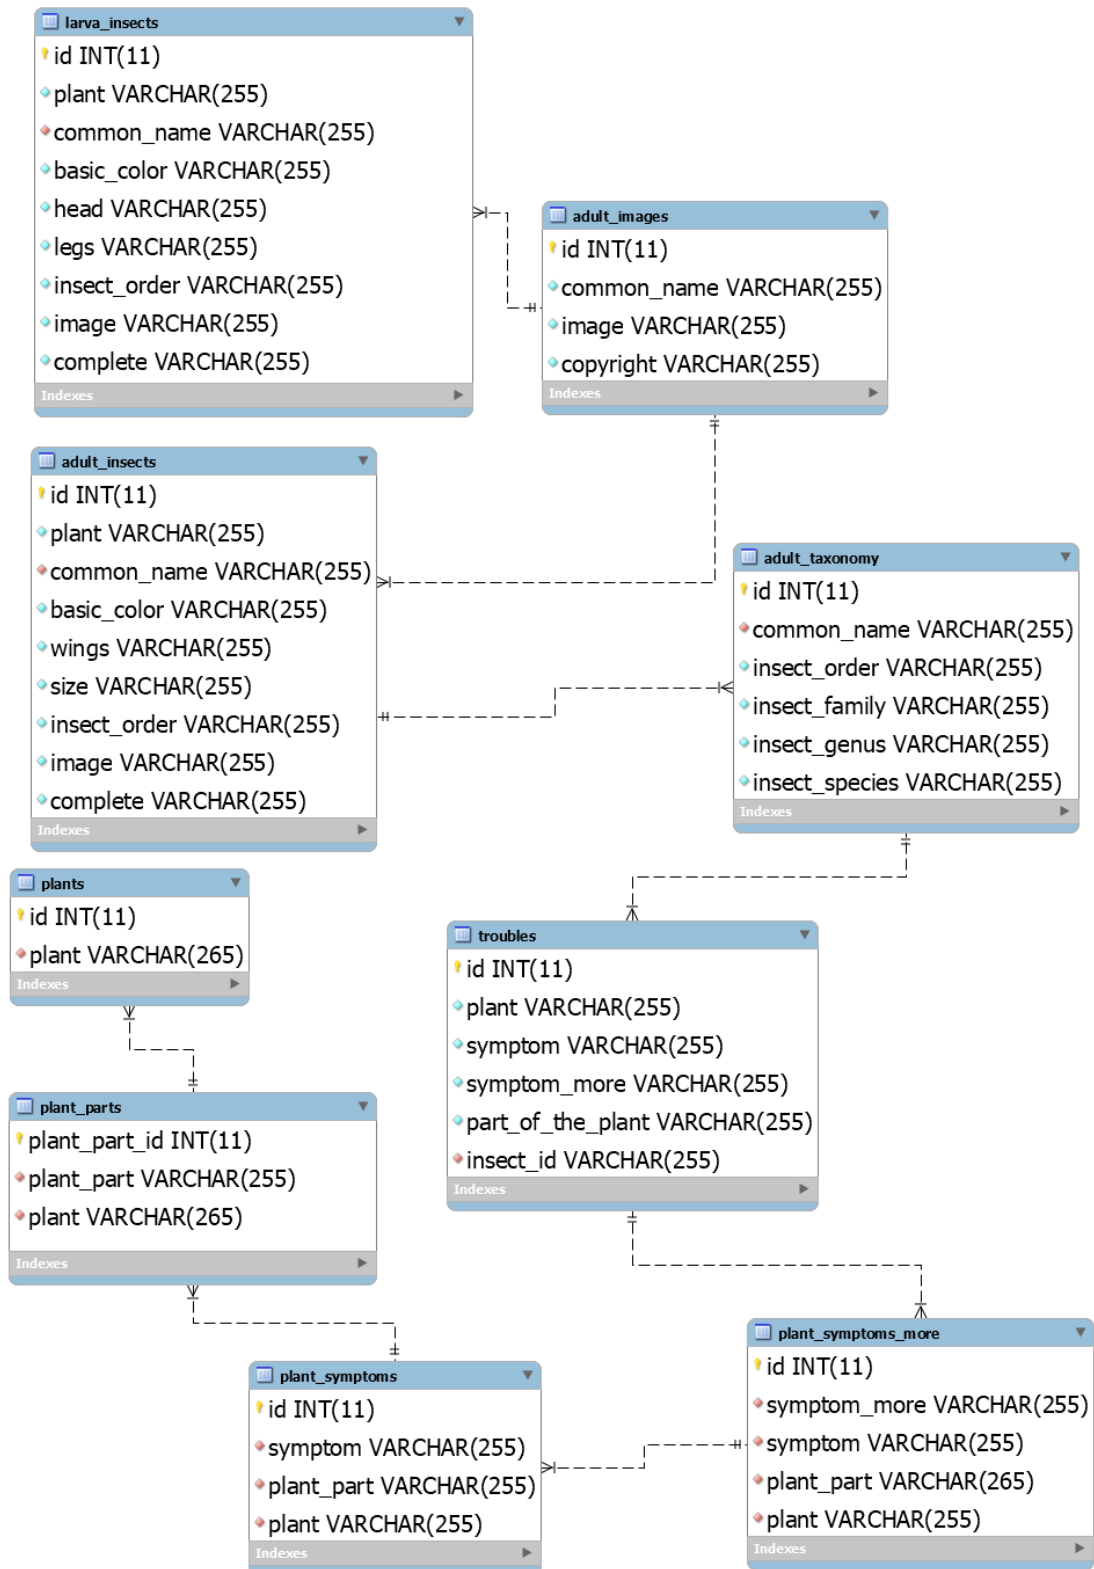 larva_insects
id INT(11)
plant VARCHAR(255)
common_name VARCHAR(255)
basic_color VARCHAR(255)
head VARCHAR(255)
legs VARCHAR(255)
insect_order VARCHAR(255)
image VARCHAR(255)
complete VARCHAR(255)
Indexes
adult_images
id INT(11)
common_name VARCHAR(255)
image VARCHAR(255)
copyright VARCHAR(255)
Indexes
adult_insects
id INT(11)
plant VARCHAR(255)
common_name VARCHAR(255)
basic_color VARCHAR(255)
wings VARCHAR(255)
size VARCHAR(255)
insect_order VARCHAR(255)
image VARCHAR(255)
complete VARCHAR(255)
Indexes
adult_taxonomy
id INT(11)
common_name VARCHAR(255)
insect_order VARCHAR(255)
insect_family VARCHAR(255)
insect_genus VARCHAR(255)
insect_species VARCHAR(255)
Indexes
plants
id INT(11)
plant VARCHAR(265)
Indexes
troubles
id INT(11)
plant VARCHAR(255)
symptom VARCHAR(255)
symptom_more VARCHAR(255)
part_of_the_plant VARCHAR(255)
insect_id VARCHAR(255)
Indexes
plant_parts
plant_part_id INT(11)
plant_part VARCHAR(255)
plant VARCHAR(265)
Indexes
plant_symptoms
id INT(11)
symptom VARCHAR(255)
plant_part VARCHAR(255)
plant VARCHAR(255)
Indexes
plant_symptoms_more
id INT(11)
symptom_more VARCHAR(255)
symptom VARCHAR(255)
plant_part VARCHAR(265)
plant VARCHAR(255)
Indexes